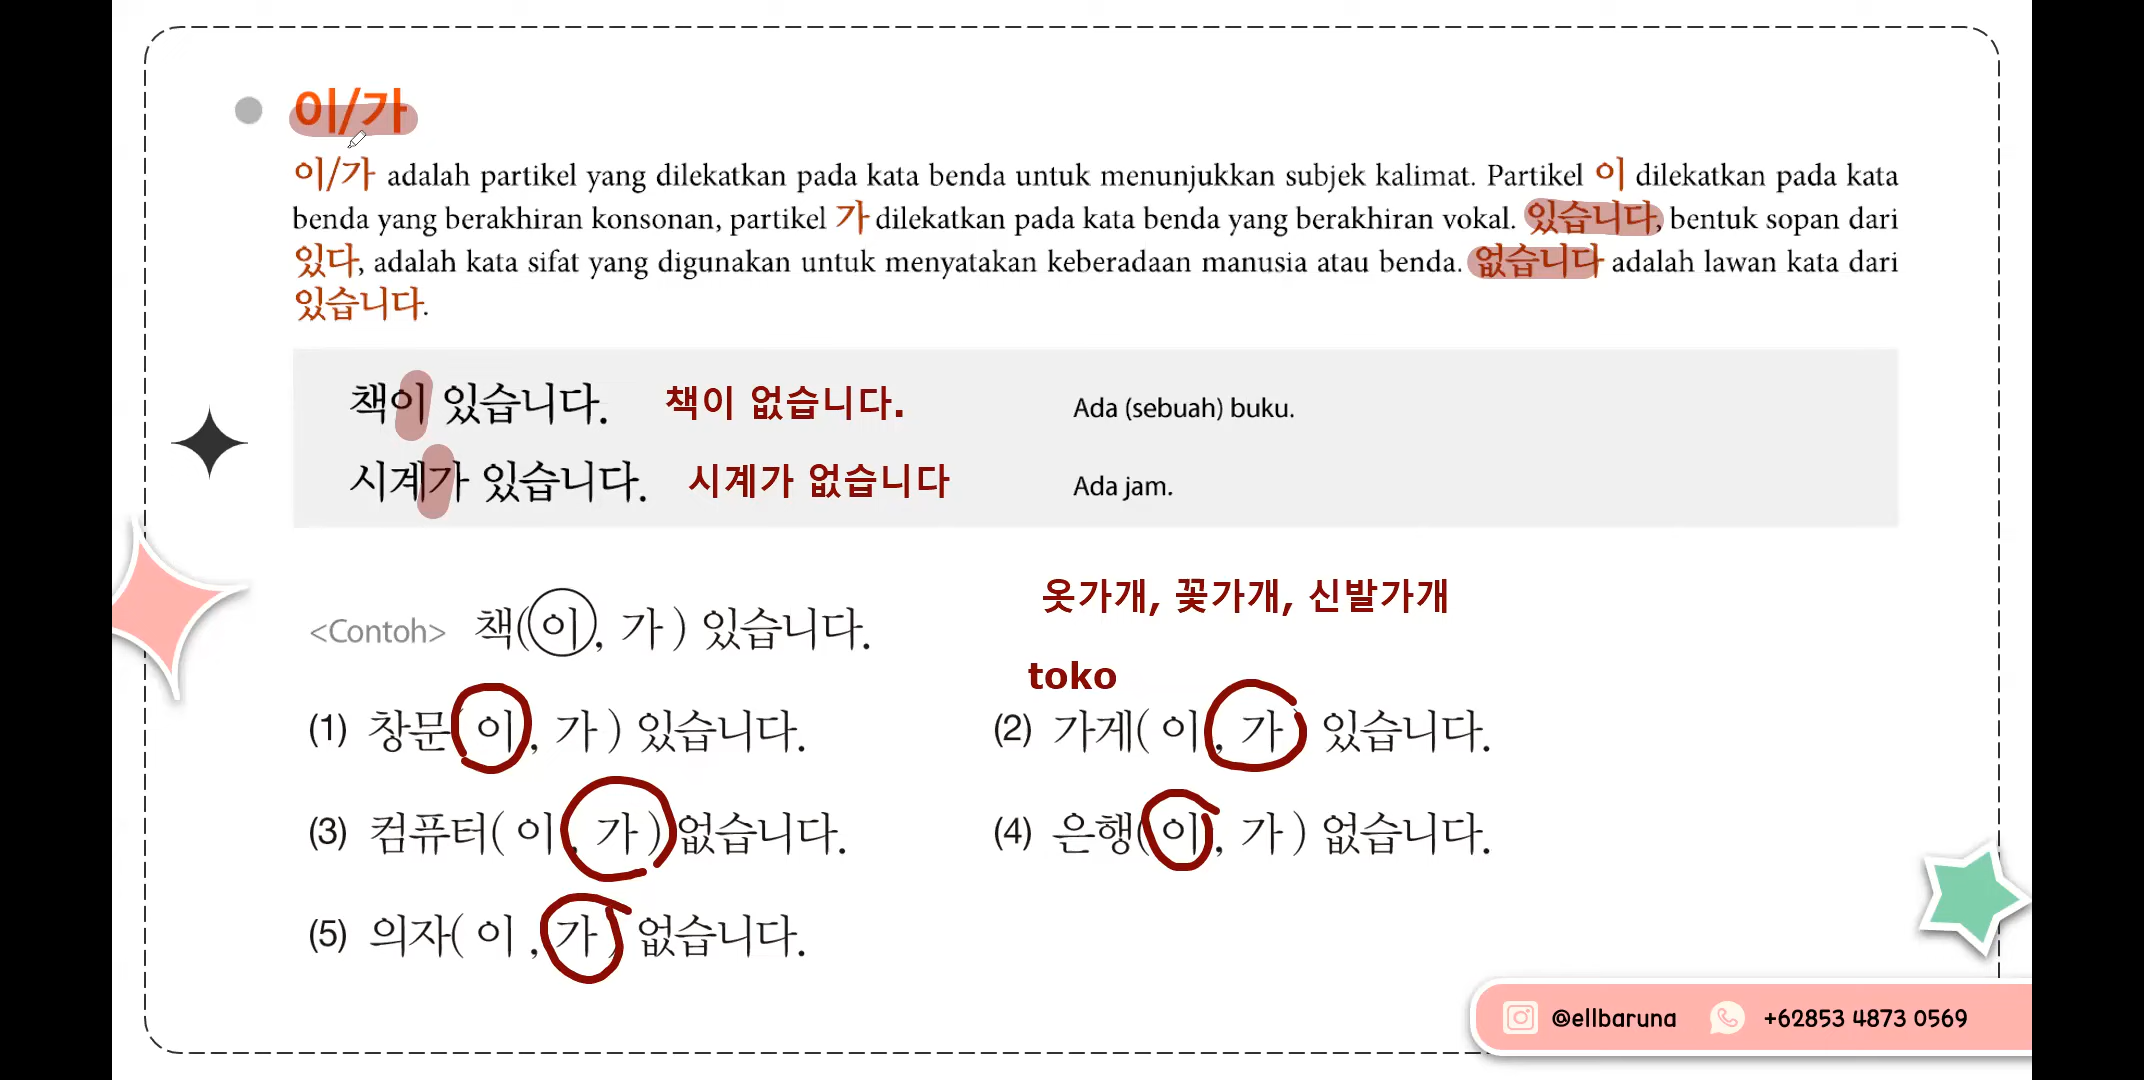 이/가
이/가 adalah partikel yang dilekatkan pada kata benda untuk menunjukkan subjek kalimat. Partikel 이 dilekatkan pada kata
benda yang berakhiran konsonan, partikel 가 dilekatkan pada kata benda yang berakhiran vokal. 있습니다, bentuk sopan dari
있다, adalah kata sifat yang digunakan untuk menyatakan keberadaan manusia atau benda. 없습니다 adalah lawan kata dari
있습니다.
책이 있습니다. 책이 없습니다. Ada (sebuah) buku.
시계가 있습니다. 시계가 없습니다 Ada jam.
옷가개, 꽃가개, 신발가개
<Contoh> 책( 이, 가 ) 있습니다.
toko
(1) 창문( 이, 가 ) 있습니다. (2) 가게( 이, 가 ) 있습니다.
(3) 컴퓨터( 이, 가 ) 없습니다. (4) 은행( 이, 가 ) 없습니다.
(5) 의자( 이, 가 ) 없습니다.
@ellbaruna +62853 4873 0569